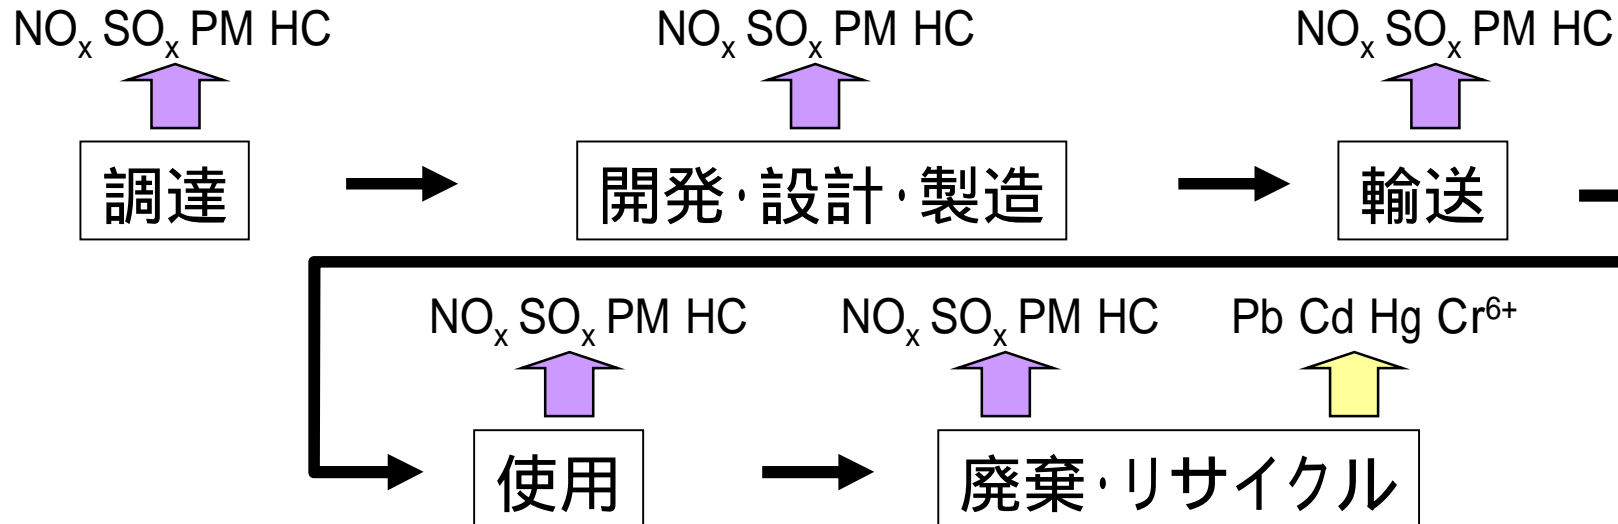 NOx SOx PM HC
NOx SOx PM HC
NOx SOx PM HC
調達
開発・設計・製造
輸送
NOx SOx PM HC
NOx SOx PM HC
Pb Cd Hg Cr6+
使用
廃棄・リサイクル